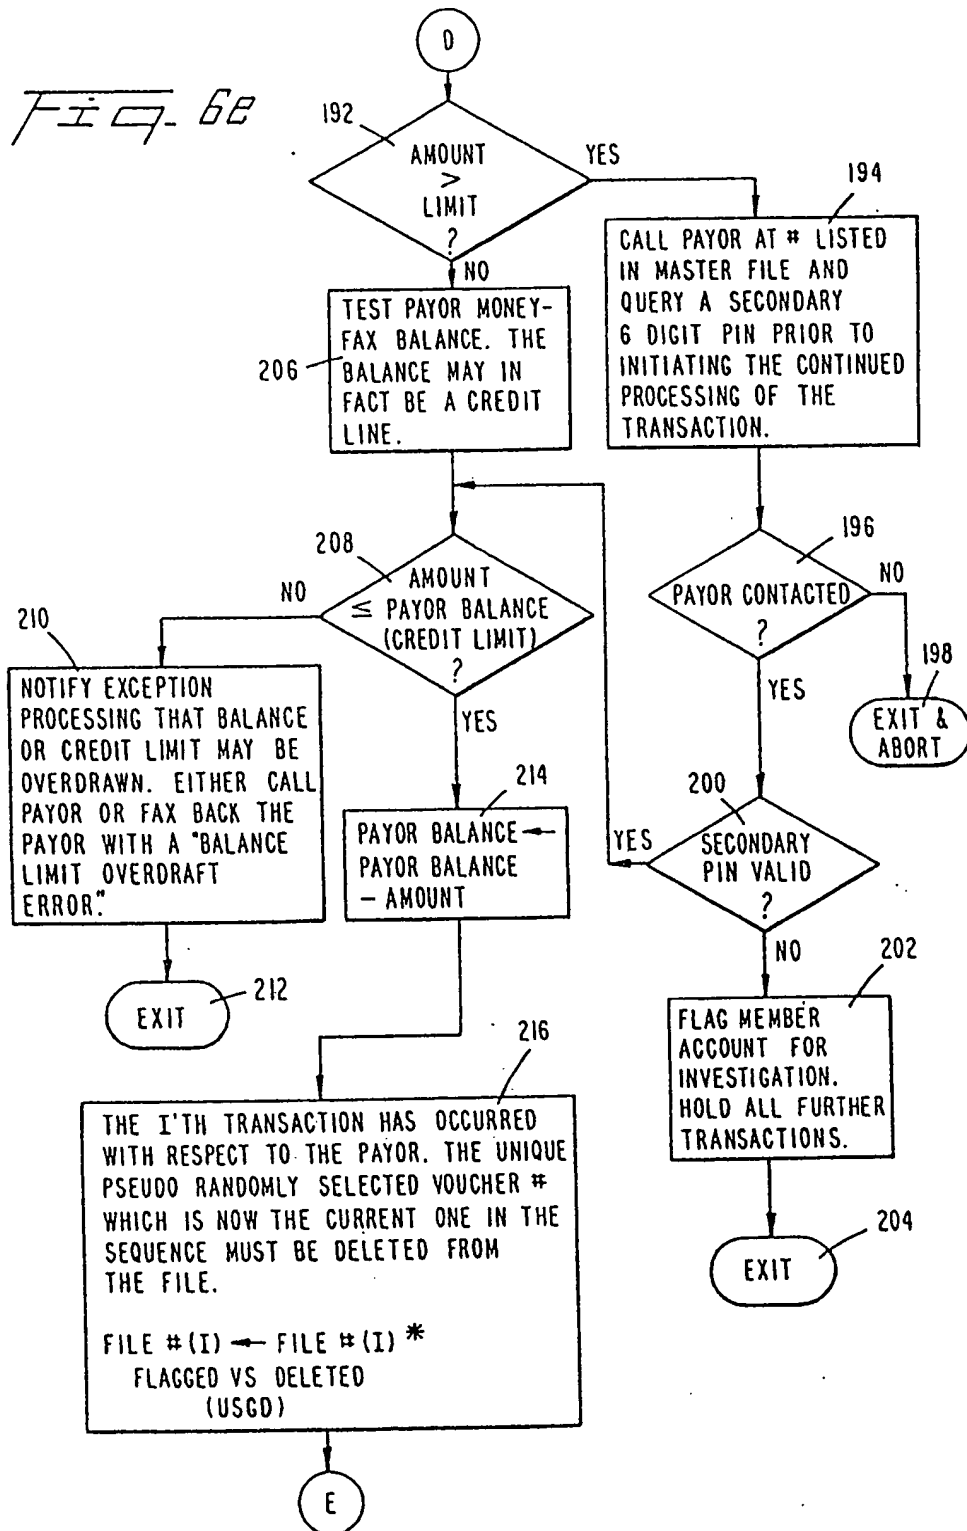 D
Fig. 6e
192
AMOUNT
>
LIMIT
?
YES
NO
194
CALL PAYOR AT # LISTED
IN MASTER FILE AND
QUERY A SECONDARY
6 DIGIT PIN PRIOR TO
INITIATING THE CONTINUED
PROCESSING OF THE
TRANSACTION.
206
TEST PAYOR MONEY-
FAX BALANCE. THE
BALANCE MAY IN
FACT BE A CREDIT
LINE.
196
PAYOR CONTACTED
?
NO
YES
198
EXIT &
ABORT
208
AMOUNT
≤ PAYOR BALANCE
(CREDIT LIMIT)
?
NO
YES
210
NOTIFY EXCEPTION
PROCESSING THAT BALANCE
OR CREDIT LIMIT MAY BE
OVERDRAWN. EITHER CALL
PAYOR OR FAX BACK THE
PAYOR WITH A "BALANCE
LIMIT OVERDRAFT
ERROR."
212
EXIT
214
PAYOR BALANCE ←
PAYOR BALANCE
- AMOUNT
200
SECONDARY
PIN VALID
?
YES
NO
202
FLAG MEMBER
ACCOUNT FOR
INVESTIGATION.
HOLD ALL FURTHER
TRANSACTIONS.
204
EXIT
216
THE I'TH TRANSACTION HAS OCCURRED
WITH RESPECT TO THE PAYOR. THE UNIQUE
PSEUDO RANDOMLY SELECTED VOUCHER #
WHICH IS NOW THE CURRENT ONE IN THE
SEQUENCE MUST BE DELETED FROM
THE FILE.
FILE #(I) ← FILE #(I) *
FLAGGED VS DELETED
(USGD)
E